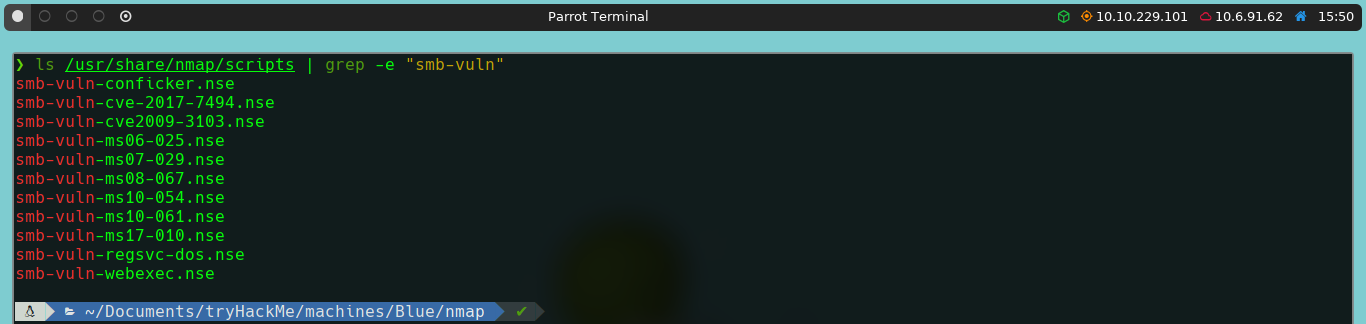 Parrot Terminal 10.10.229.101 10.6.91.62 15:50
❯ ls /usr/share/nmap/scripts | grep -e "smb-vuln"
smb-vuln-conficker.nse
smb-vuln-cve-2017-7494.nse
smb-vuln-cve2009-3103.nse
smb-vuln-ms06-025.nse
smb-vuln-ms07-029.nse
smb-vuln-ms08-067.nse
smb-vuln-ms10-054.nse
smb-vuln-ms10-061.nse
smb-vuln-ms17-010.nse
smb-vuln-regsvc-dos.nse
smb-vuln-webexec.nse
~/Documents/tryHackMe/machines/Blue/nmap ✔